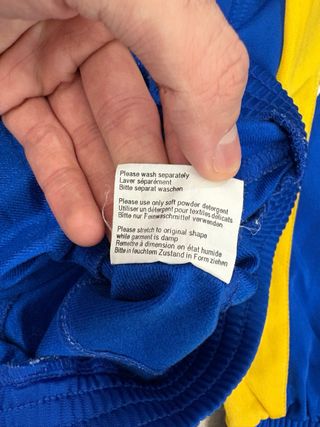 Please wash separately
Laver séparément
Bitte separat waschen
Please use only soft powder detergent
Utiliser un détergent pour textiles délicats
Bitte nur Feinwaschmittel verwenden.
Please stretch to original shape
while garment is damp
Remettre à dimension en état humide
Bitte in feuchtem Zustand in Form ziehen